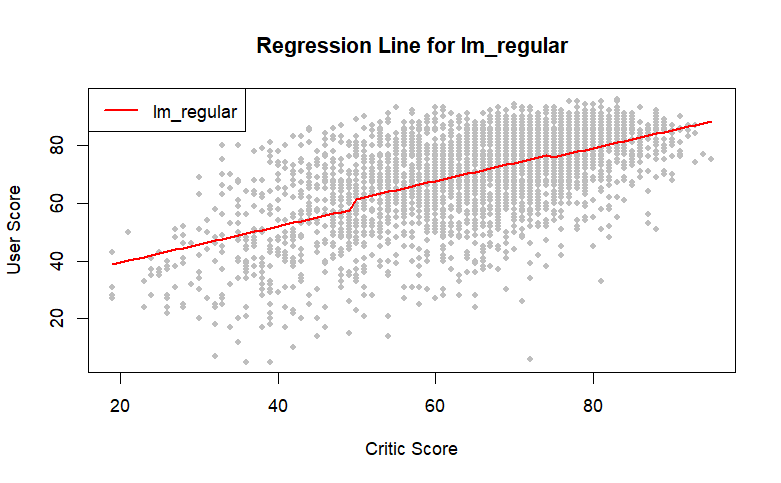 Regression Line for lm_regular
lm_regular
User Score
80
60
40
20
20 40 60 80
Critic Score